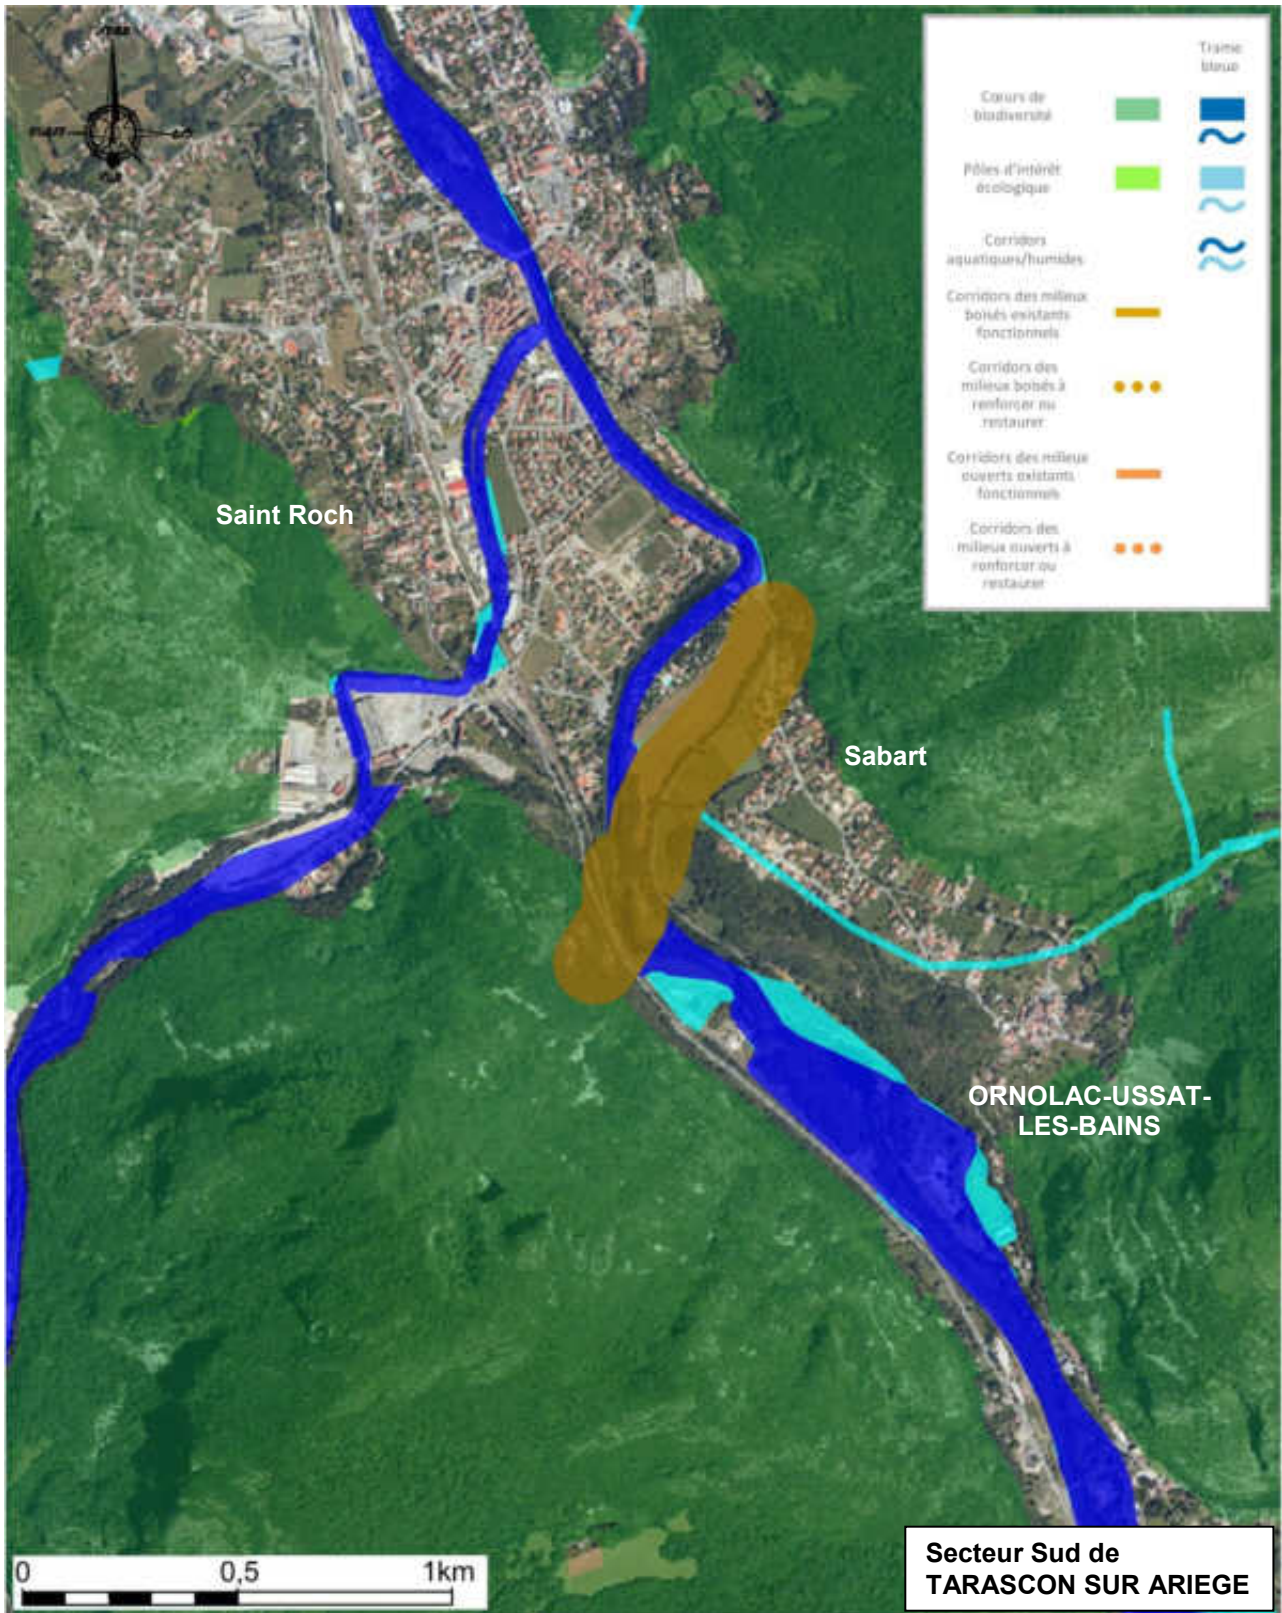 Trame
bleue
Cœurs de
biodiversité
Pôles d'intérêt
écologique
Corridors
aquatiques/humides
Corridors des milieux
boisés existants
fonctionnels
Corridors des
milieux boisés à
renforcer ou
restaurer
Corridors des milieux
ouverts existants
fonctionnels
Corridors des
milieux ouverts à
renforcer ou
restaurer
Saint Roch
Sabart
ORNOLAC-USSAT-
LES-BAINS
0 0,5 1km
Secteur Sud de
TARASCON SUR ARIEGE